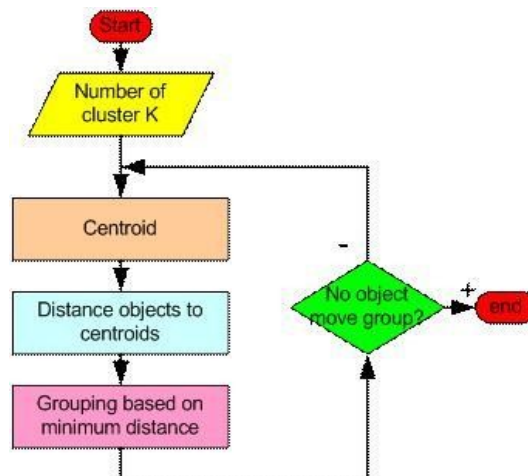 Start
Number of
cluster K
Centroid
Distance objects to
centroids
Grouping based on
minimum distance
-
No object
move group?
+
end